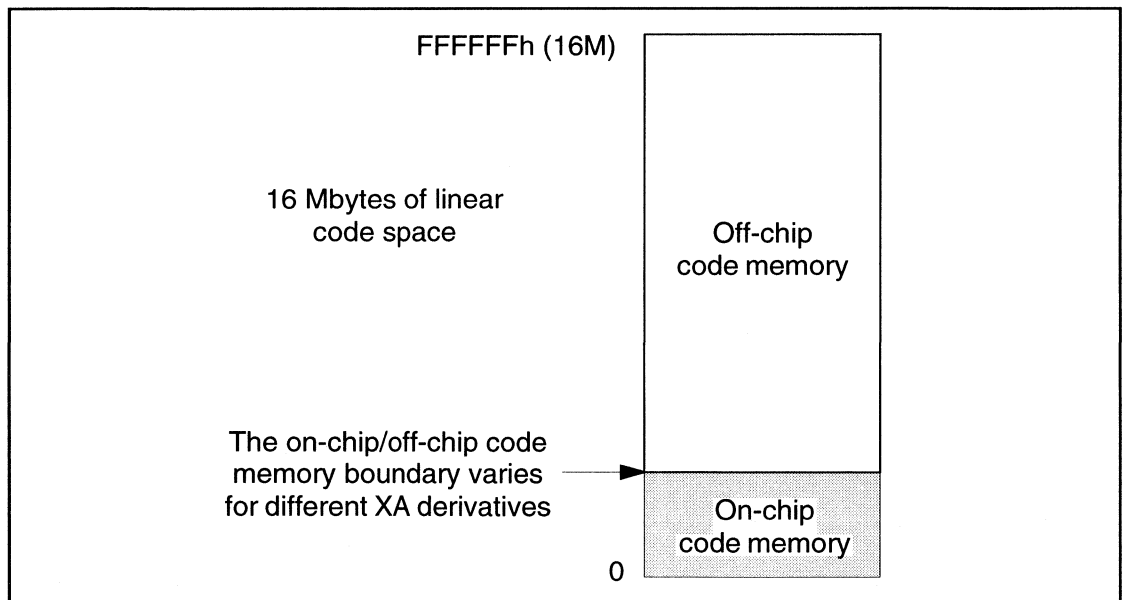 FFFFFFh (16M)
16 Mbytes of linear
code space
Off-chip
code memory
The on-chip/off-chip code
memory boundary varies
for different XA derivatives
On-chip
code memory
0